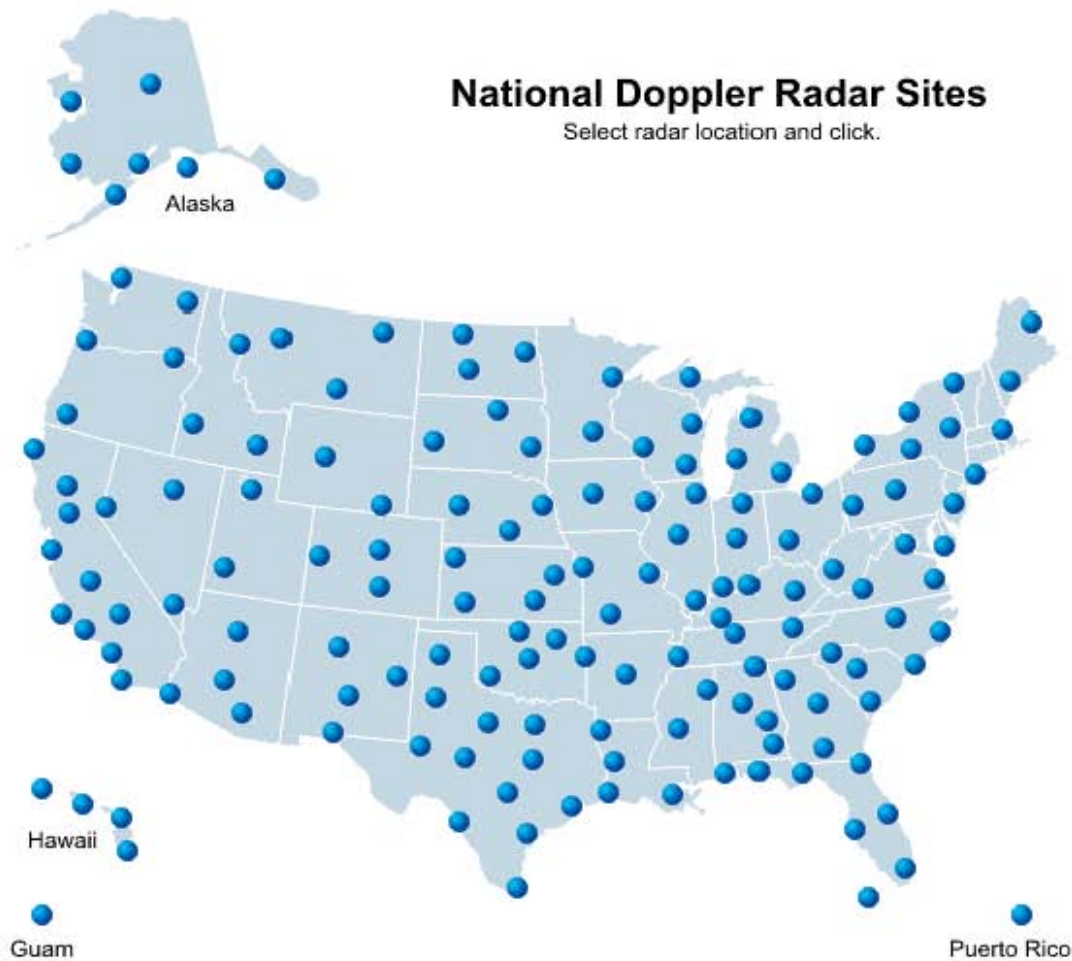 National Doppler Radar Sites
Select radar location and click.
Alaska
Hawaii
Guam
Puerto Rico